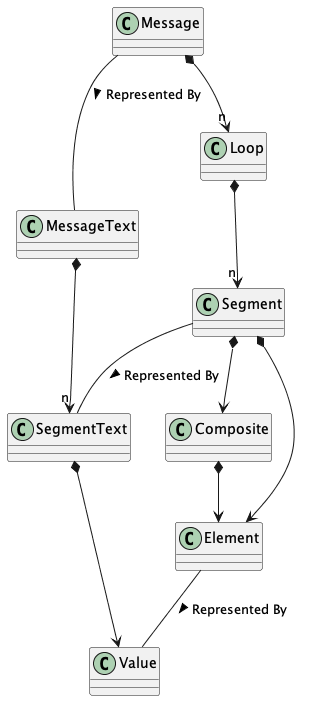 C Message
Represented By
n
C Loop
C MessageText
n
C Segment
Represented By
n
C SegmentText
C Composite
C Element
Represented By
C Value